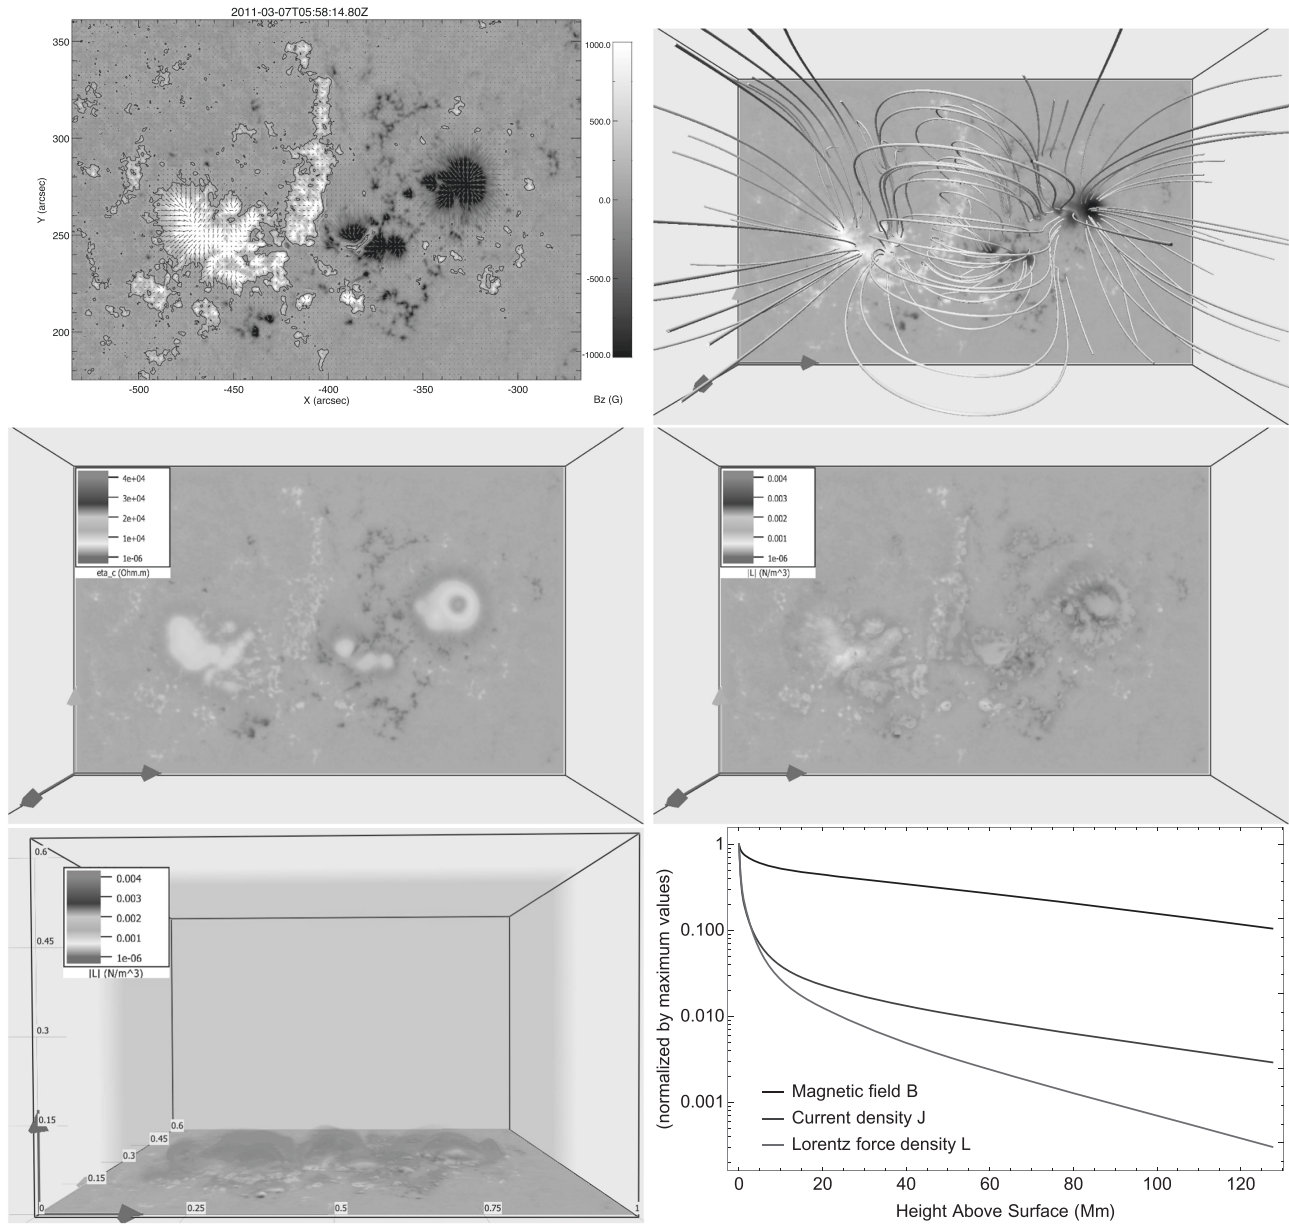 2011-03-07T05:58:14.80Z
350
300
250
200
Y (arcsec)
-500
-450
-400
-350
-300
X (arcsec)
1000.0
500.0
0.0
-500.0
-1000.0
Bz (G)
4e+04
3e+04
2e+04
1e+04
1e-06
eta_c (Ohm.m)
0.004
0.003
0.002
0.001
1e-06
|L| (N/m^3)
0.6
0.45
0.3
0.15
0
0.004
0.003
0.002
0.001
1e-06
|L| (N/m^3)
0.6
0.45
0.3
0.15
0.25
0.5
0.75
1
(normalized by maximum values)
1
0.100
0.010
0.001
Magnetic field B
Current density J
Lorentz force density L
0
20
40
60
80
100
120
Height Above Surface (Mm)